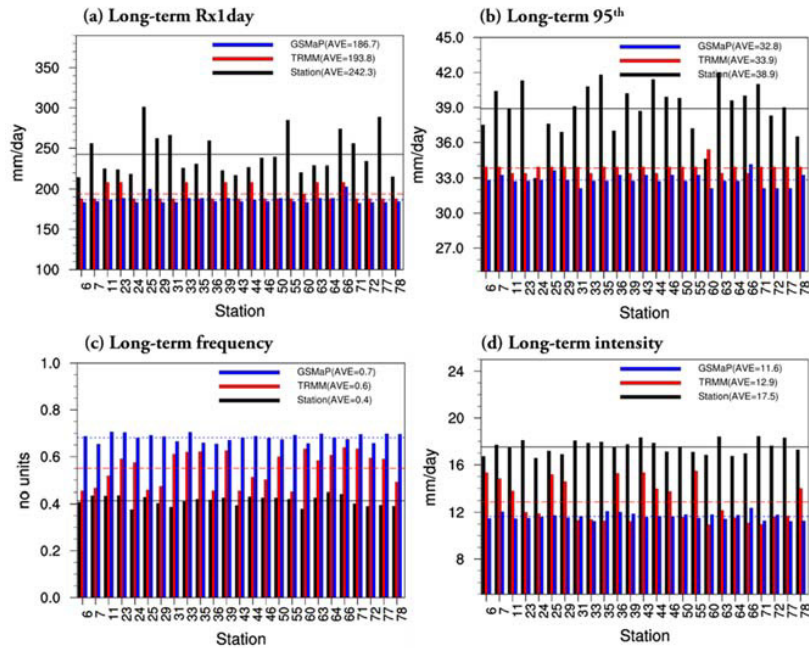 (a) Long-term Rx1day
GSMaP(AVE=186.7)
TRMM(AVE=193.8)
Station(AVE=242.3)
mm/day
350
300
250
200
150
100
6 7 11 23 24 25 29 31 33 35 36 39 43 44 46 50 55 60 63 64 66 71 72 77 78
Station
(b) Long-term 95th
GSMaP(AVE=32.8)
TRMM(AVE=33.9)
Station(AVE=38.9)
mm/day
45.0
42.0
39.0
36.0
33.0
30.0
27.0
6 7 11 23 24 25 29 31 33 35 36 39 43 44 46 50 55 60 63 64 66 71 72 77 78
Station
(c) Long-term frequency
GSMaP(AVE=0.7)
TRMM(AVE=0.6)
Station(AVE=0.4)
no units
1.0
0.8
0.6
0.4
0.2
0.0
6 7 11 23 24 25 29 31 33 35 36 39 43 44 46 50 55 60 63 64 66 71 72 77 78
Station
(d) Long-term intensity
GSMaP(AVE=11.6)
TRMM(AVE=12.9)
Station(AVE=17.5)
mm/day
24
20
16
12
8
6 7 11 23 24 25 29 31 33 35 36 39 43 44 46 50 55 60 63 64 66 71 72 77 78
Station